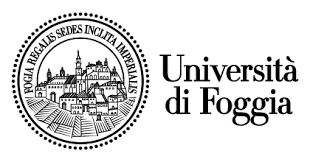 FOGIA REGALIS SEDES INCLITA IMPERIALIS
Università
di Foggia